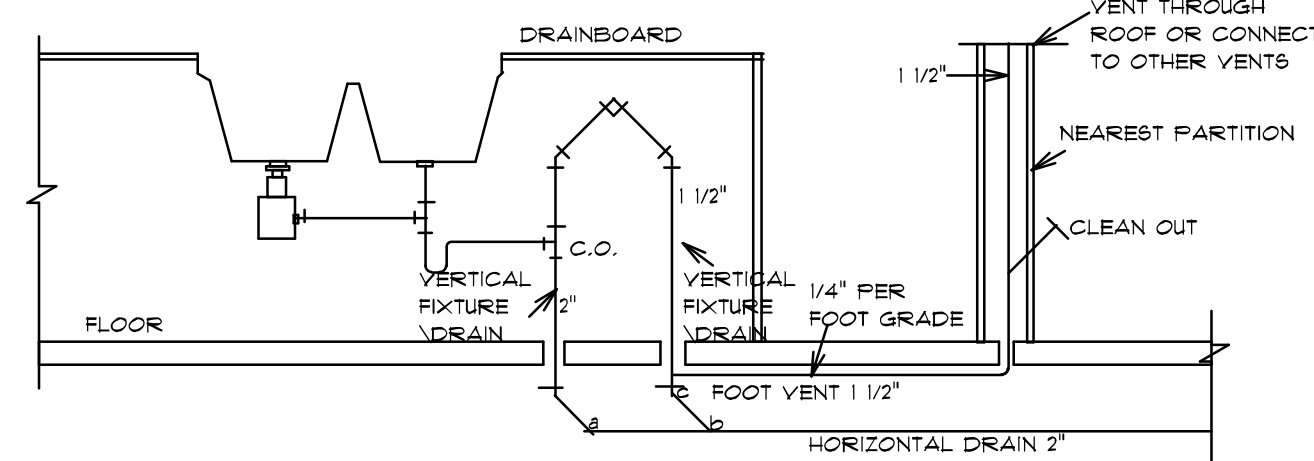 VENT THROUGH
ROOF OR CONNECT
TO OTHER VENTS
DRAINBOARD
1 1/2"
NEAREST PARTITION
1 1/2"
CLEAN OUT
C.O.
VERTICAL
FIXTURE
\DRAIN
2"
VERTICAL
FIXTURE
\DRAIN
1/4" PER
FOOT GRADE
FLOOR
c FOOT VENT 1 1/2"
a
b
HORIZONTAL DRAIN 2"